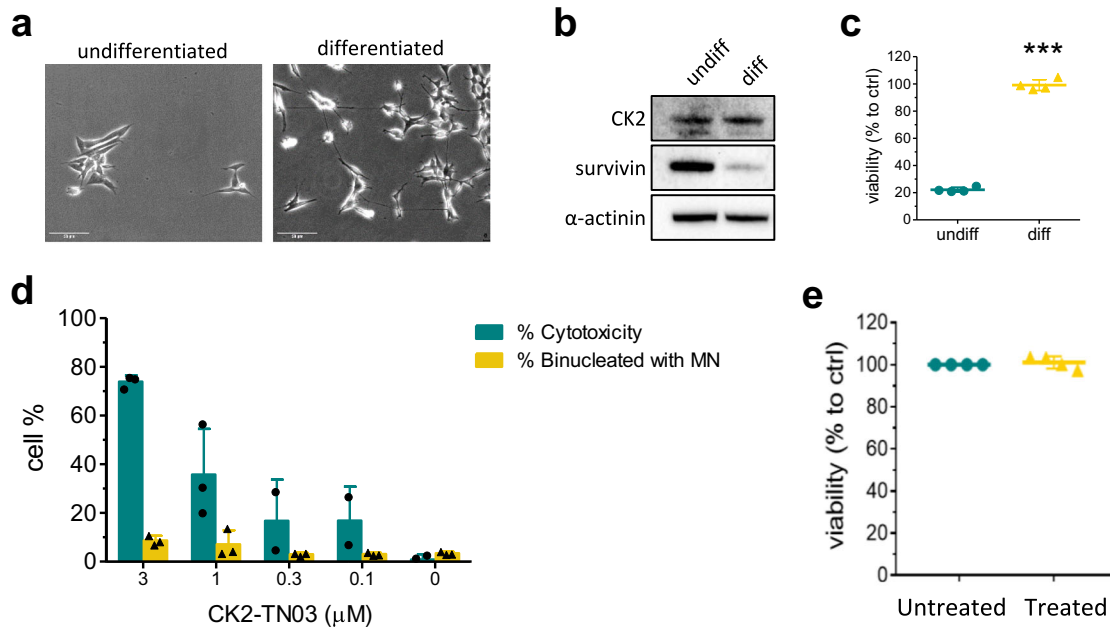 a
undifferentiated
differentiated
b
undiff
diff
CK2
survivin
α-actinin
c
***
120
100
80
60
40
20
0
viability (% to ctrl)
undiff
diff
d
100
80
60
40
20
0
cell %
% Cytotoxicity
% Binucleated with MN
3 1 0.3 0.1 0
CK2-TN03 (μM)
e
120
100
80
60
40
20
0
viability (% to ctrl)
Untreated Treated